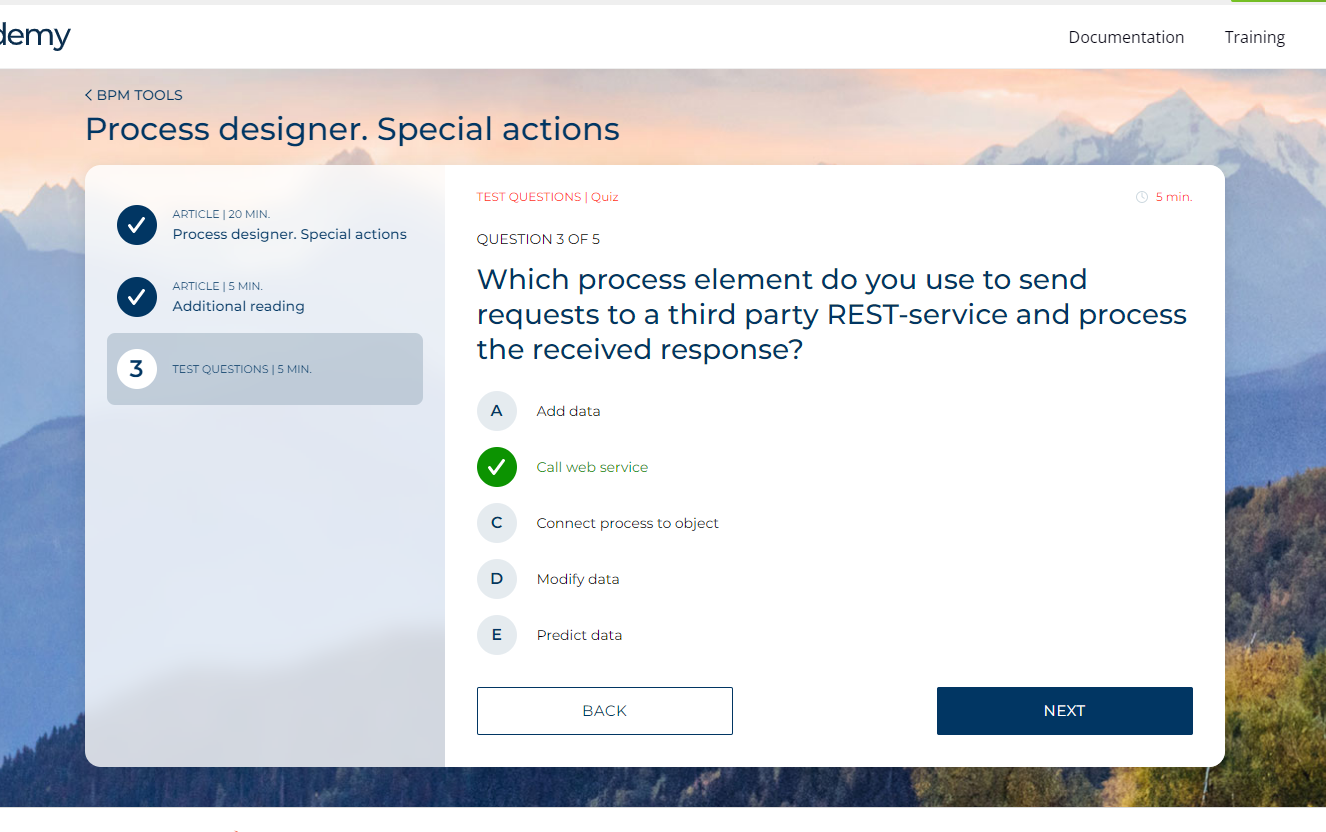 Documentation
Training
< BPM TOOLS
Process designer. Special actions
ARTICLE | 20 MIN.
Process designer. Special actions
ARTICLE | 5 MIN.
Additional reading
3
TEST QUESTIONS | 5 MIN.
TEST QUESTIONS | Quiz
5 min.
QUESTION 3 OF 5
Which process element do you use to send
requests to a third party REST-service and process
the received response?
A
Add data
Call web service
C
Connect process to object
D
Modify data
E
Predict data
BACK
NEXT